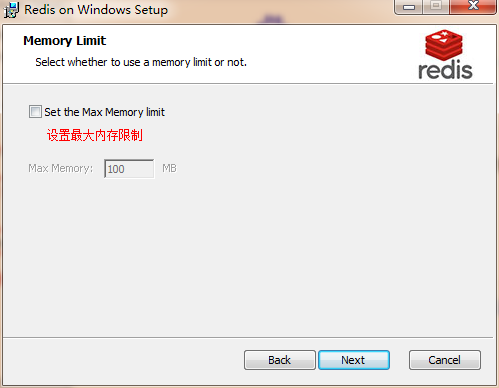 Redis on Windows Setup
Memory Limit
Select whether to use a memory limit or not.
redis
Set the Max Memory limit
设置最大内存限制
Max Memory: 100 MB
Back Next Cancel